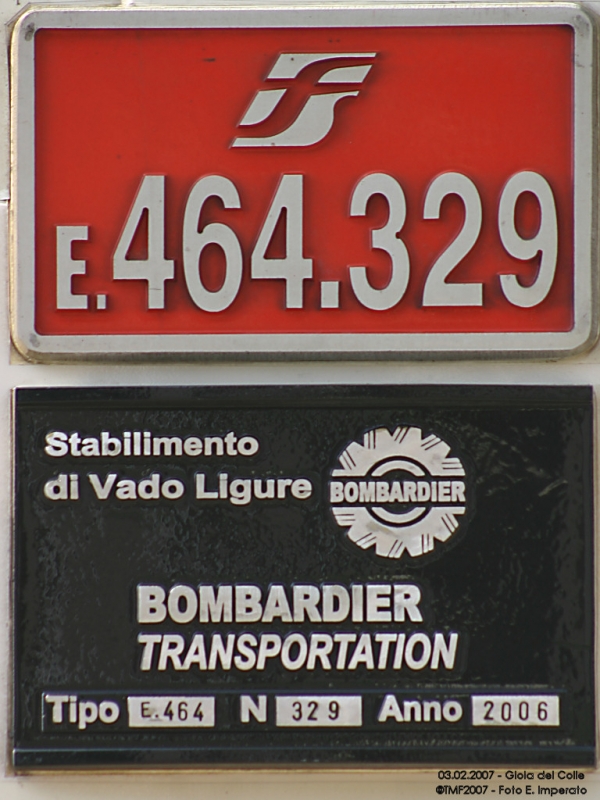 E.464.329
Stabilimento
di Vado Ligure
BOMBARDIER
BOMBARDIER
TRANSPORTATION
Tipo E.464 N 329 Anno 2006
03.02.2007 - Gioia del Colle
©TMF2007 - Foto E. Imperato